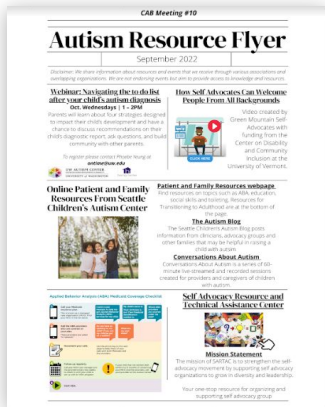 CAB Meeting #10
Autism Resource Flyer
September 2022
Disclaimer: We share information about resources and events that we receive through various associations and
overlapping organizations. We are not endorsing events but aim to provide access to knowledge and resources.
Webinar: Navigating the to do list
after your child's autism diagnosis
Oct. Wednesdays | 1 - 2PM
Parents will learn about four strategies designed
to impact their child's development and have a
chance to discuss recommendations on their
child's diagnostic report, ask questions, and build
community with other parents.
To register please contact
How Self Advocates Can Welcome
People From All Backgrounds
Video created by
Green Mountain Self-
Advocates with
funding from the
Center on Disability
and Community
Inclusion at the
University of Vermont.
Online Patient and Family
Resources From Seattle
Children's Autism Center
Patient and Family Resources webpage
Find resources on topics such as ABA, education,
social skills and toileting. Resources for
Transitioning to Adulthood are at the bottom of
the page.
The Autism Blog
The Seattle Children's Autism Blog posts
information from clinicians, advocacy groups and
other families that may be helpful in raising a
child with autism
Conversations About Autism
Conversations About Autism is a series of 60-
minute live-streamed and recorded sessions
created for providers and caregivers of children
with autism.
Applied Behavior Analysis (ABA) Medicaid Coverage Checklist
Self Advocacy Resource and
Technical Assistance Center
Mission Statement
The mission of SARTAC is to strengthen the self-
advocacy movement by supporting self advocacy
organizations to grow in diversity and leadership.
Your one-stop resource for organizing and
supporting self advocacy group